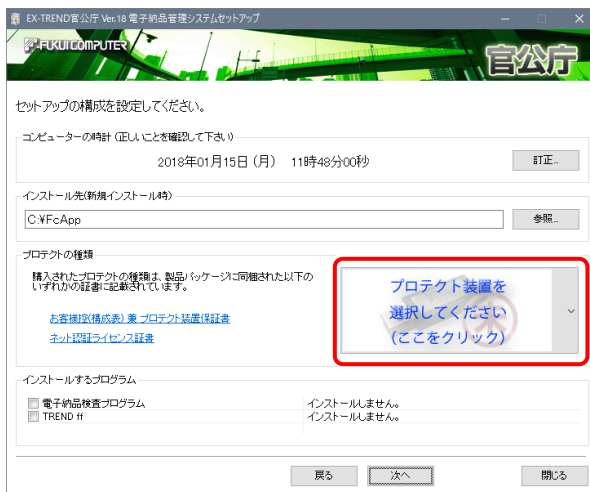 EX-TREND官公庁 Ver.18 電子納品管理システムセットアップ
FUKUI COMPUTER
官公庁
セットアップの構成を設定してください。
コンピューターの時計 (正しいことを確認して下さい)
2018年01月15日 (月) 11時48分00秒
訂正...
インストール先(新規インストール時)
C:¥FcApp
参照...
プロテクトの種類
購入されたプロテクトの種類は、製品パッケージに同梱された以下の
いずれかの証書に記載されています。
お客様控(構成表) 兼 プロテクト装置保証書
ネット認証ライセンス証書
プロテクト装置を
選択してください
(ここをクリック)
インストールするプログラム
電子納品検査プログラム インストールしません。
TREND ff インストールしません。
戻る 次へ 閉じる